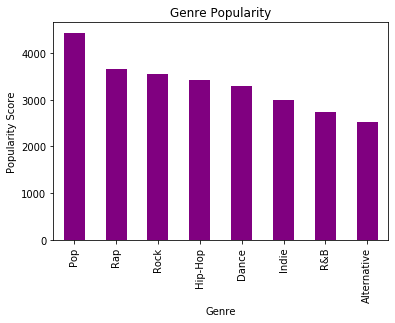 Genre Popularity
Popularity Score
4000
3000
2000
1000
0
Pop
Rap
Rock
Hip-Hop
Dance
Indie
R&B
Alternative
Genre